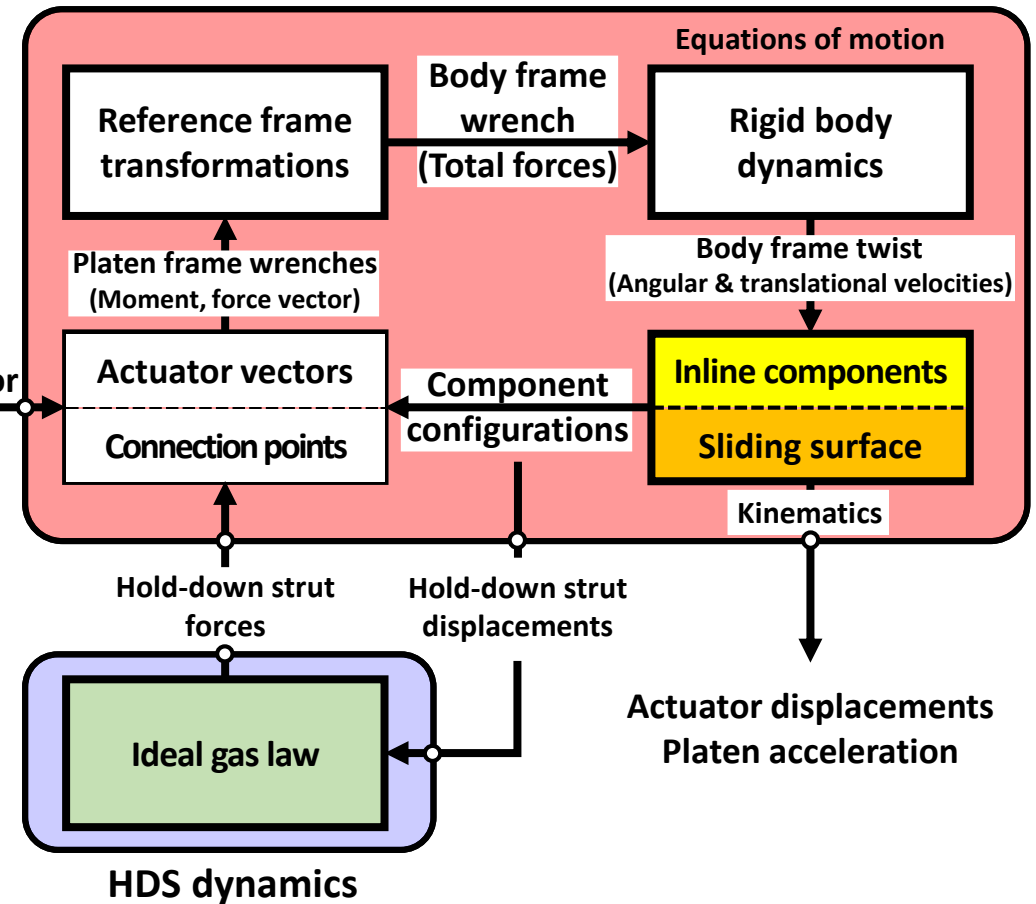 Equations of motion
Reference frame
transformations
Body frame
wrench
(Total forces)
Rigid body
dynamics
Platen frame wrenches
(Moment, force vector)
Body frame twist
(Angular & translational velocities)
or
Actuator vectors
Connection points
Component
configurations
Inline components
Sliding surface
Kinematics
Hold-down strut
forces
Hold-down strut
displacements
Ideal gas law
Actuator displacements
Platen acceleration
HDS dynamics